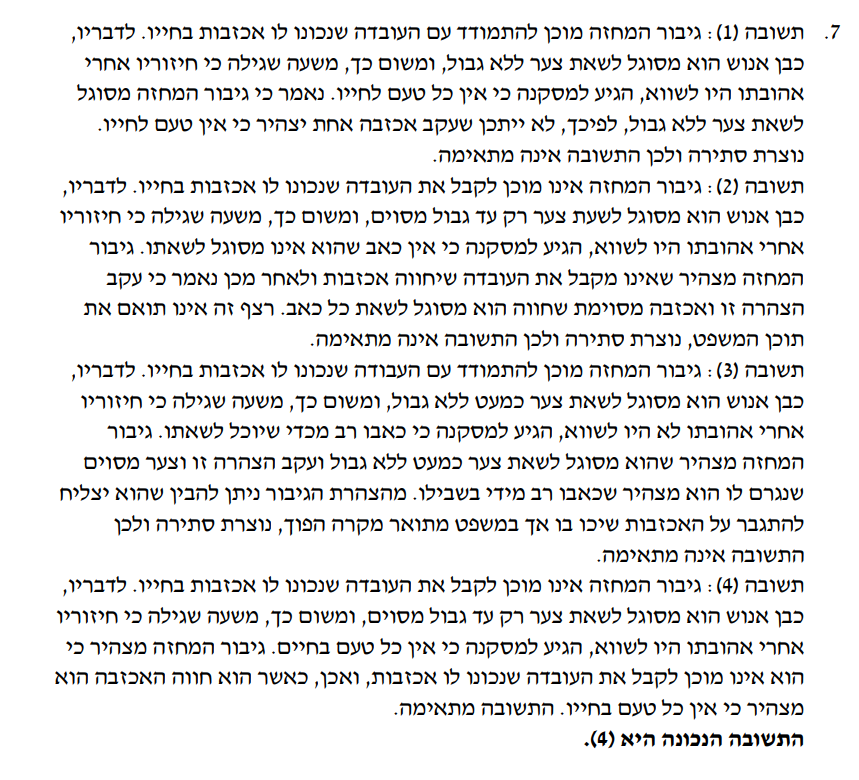 7. תשובה (1): גיבור המחזה מוכן להתמודד עם העובדה שנכונו לו אכזבות בחייו. לדבריו,
כבן אנוש הוא מסוגל לשאת צער ללא גבול, ומשום כך, משעה שגילה כי חיזוריו אחרי
אהובתו היו לשווא, הגיע למסקנה כי אין כל טעם לחייו. נאמר כי גיבור המחזה מסוגל
לשאת צער ללא גבול, לפיכך, לא ייתכן שעקב אכזבה אחת יצהיר כי אין טעם לחייו.
נוצרת סתירה ולכן התשובה אינה מתאימה.
תשובה (2): גיבור המחזה אינו מוכן לקבל את העובדה שנכונו לו אכזבות בחייו. לדבריו,
כבן אנוש הוא מסוגל לשעת צער רק עד גבול מסוים, ומשום כך, משעה שגילה כי חיזוריו
אחרי אהובתו היו לשווא, הגיע למסקנה כי אין כאב שהוא אינו מסוגל לשאתו. גיבור
המחזה מצהיר שאינו מקבל את העובדה שיחווה אכזבות ולאחר מכן נאמר כי עקב
הצהרה זו ואכזבה מסוימת שחווה הוא מסוגל לשאת כל כאב. רצף זה אינו תואם את
תוכן המשפט, נוצרת סתירה ולכן התשובה אינה מתאימה.
תשובה (3): גיבור המחזה מוכן להתמודד עם העבודה שנכונו לו אכזבות בחייו. לדבריו,
כבן אנוש הוא מסוגל לשאת צער כמעט ללא גבול, ומשום כך, משעה שגילה כי חיזוריו
אחרי אהובתו לא היו לשווא, הגיע למסקנה כי כאבו רב מכדי שיוכל לשאתו. גיבור
המחזה מצהיר שהוא מסוגל לשאת צער כמעט ללא גבול ועקב הצהרה זו וצער מסוים
שנגרם לו הוא מצהיר שכאבו רב מידי בשבילו. מהצהרת הגיבור ניתן להבין שהוא יצליח
להתגבר על האכזבות שיכו בו אך במשפט מתואר מקרה הפוך, נוצרת סתירה ולכן
התשובה אינה מתאימה.
תשובה (4): גיבור המחזה אינו מוכן לקבל את העובדה שנכונו לו אכזבות בחייו. לדבריו,
כבן אנוש הוא מסוגל לשאת צער רק עד גבול מסוים, ומשום כך, משעה שגילה כי חיזוריו
אחרי אהובתו היו לשווא, הגיע למסקנה כי אין כל טעם בחיים. גיבור המחזה מצהיר כי
הוא אינו מוכן לקבל את העובדה שנכונו לו אכזבות, ואכן, כאשר הוא חווה האכזבה הוא
מצהיר כי אין כל טעם בחייו. התשובה מתאימה.
התשובה הנכונה היא (4).